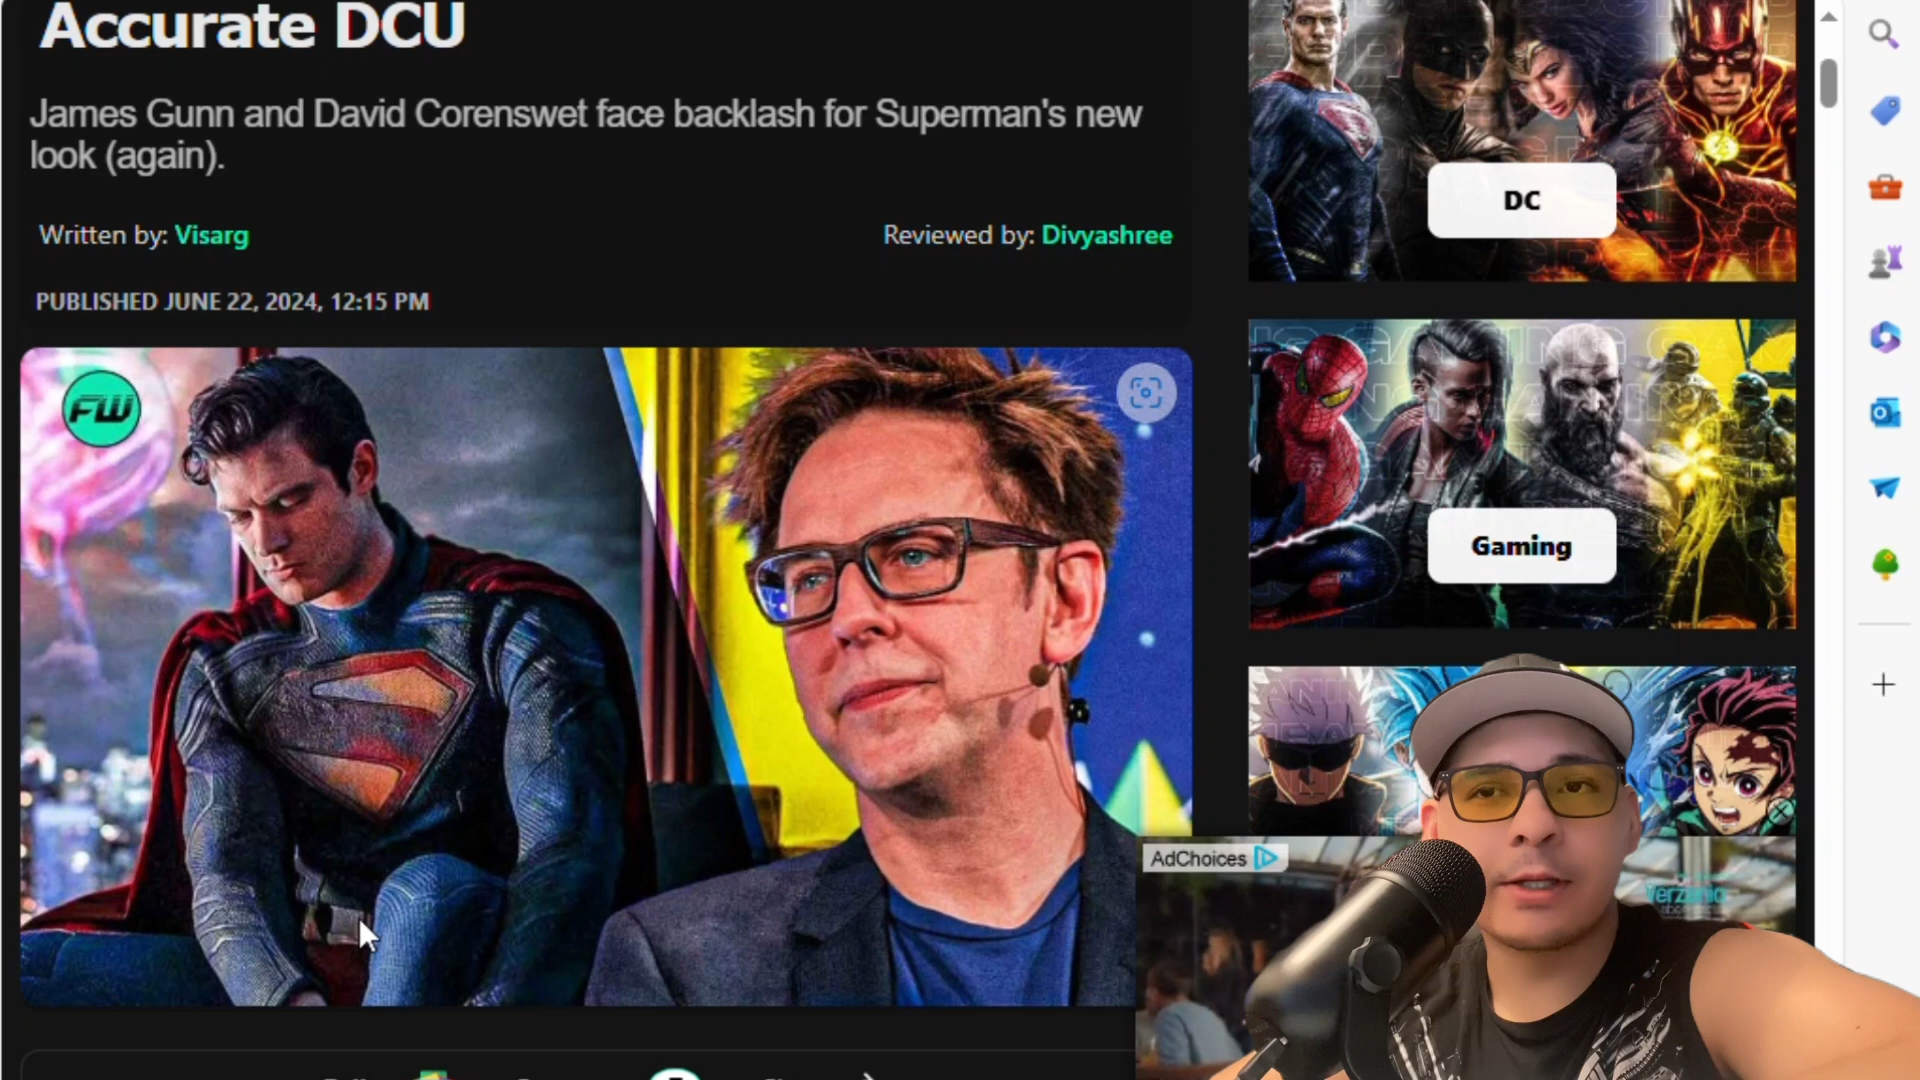 Accurate DCU
James Gunn and David Corenswet face backlash for Superman's new
look (again).
Written by: Visarg
Reviewed by: Divyashree
PUBLISHED JUNE 22, 2024, 12:15 PM
FW
DC
Gaming
AdChoices
Verzenio